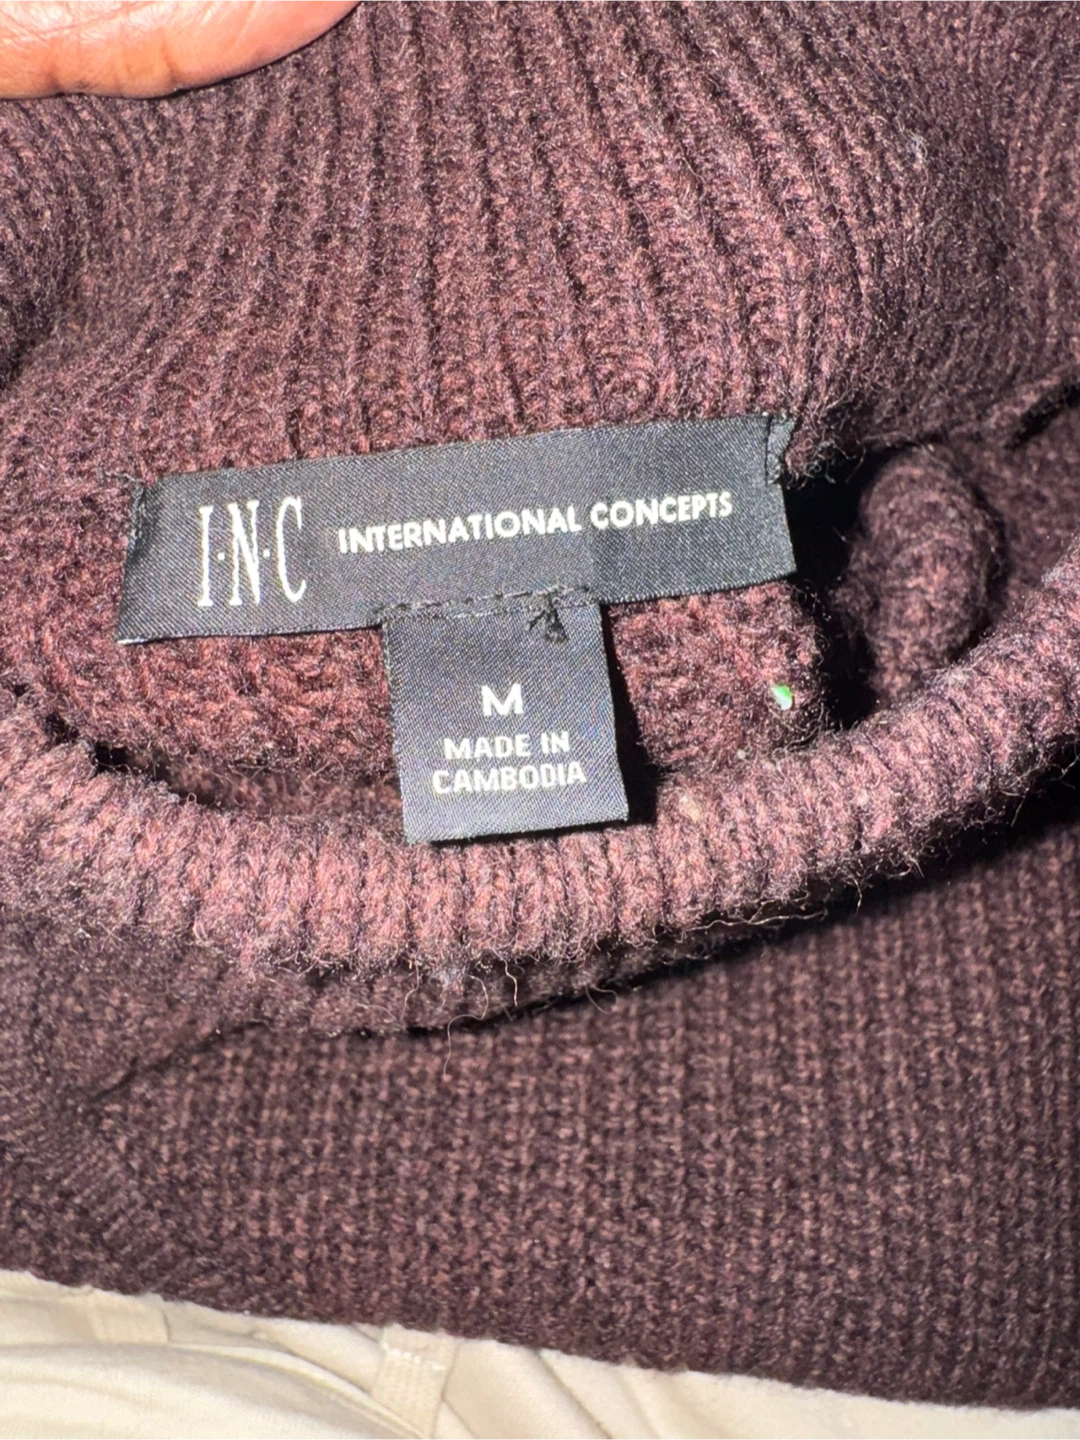 I·N·C INTERNATIONAL CONCEPTS
M
MADE IN
CAMBODIA